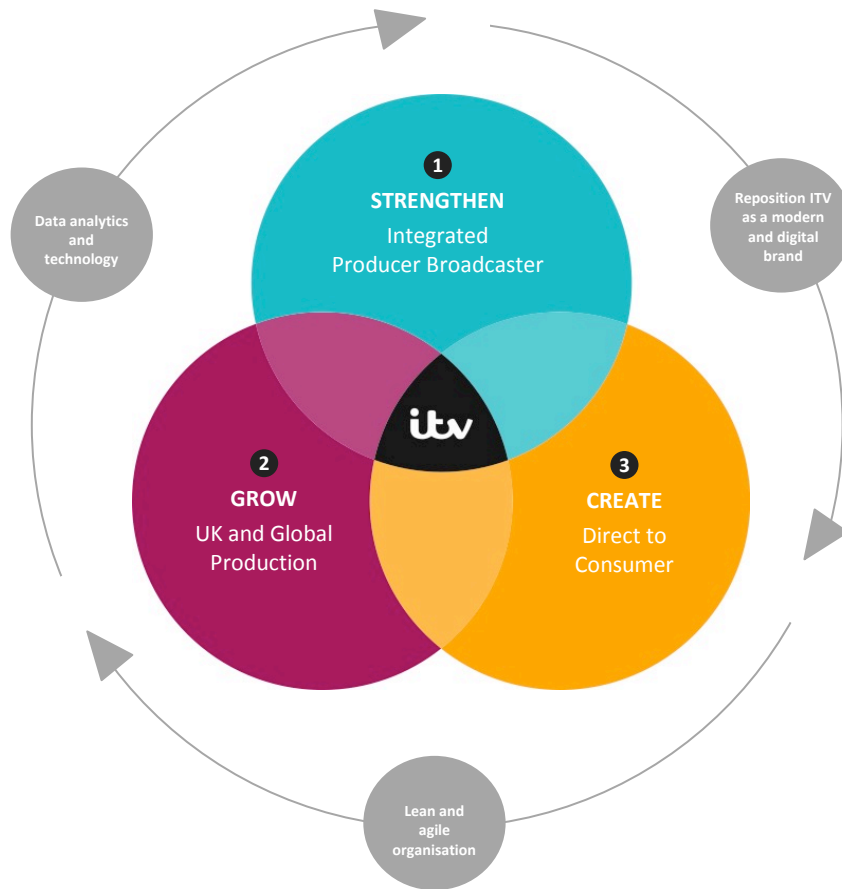 1
STRENGTHEN
Integrated
Producer Broadcaster
Data analytics
and
technology
Reposition ITV
as a modern
and digital
brand
itv
2
GROW
UK and Global
Production
3
CREATE
Direct to
Consumer
Lean and
agile
organisation